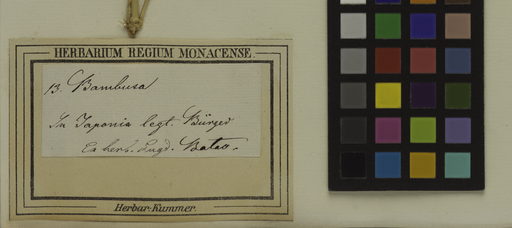 HERBARIUM REGIUM MONACENSE.
13. Bambusa
In Japonia legt. Bürger
Ex herb. Lugd. Batav.
Herbar. Kummer.